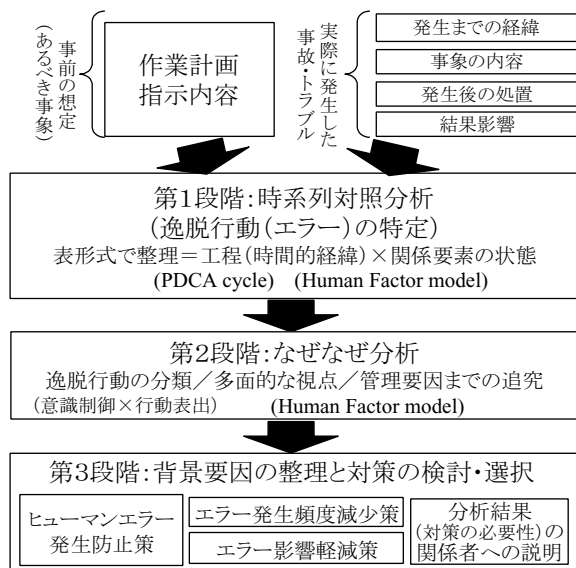 事前の想定
(あるべき事象)
作業計画
指示内容
実際に発生した
事故・トラブル
発生までの経緯
事象の内容
発生後の処置
結果影響
第1段階:時系列対照分析
(逸脱行動(エラー)の特定)
表形式で整理=工程(時間的経緯)×関係要素の状態
(PDCA cycle) (Human Factor model)
第2段階:なぜなぜ分析
逸脱行動の分類/多面的な視点/管理要因までの追究
(意識制御×行動表出) (Human Factor model)
第3段階:背景要因の整理と対策の検討・選択
ヒューマンエラー
発生防止策
エラー発生頻度減少策
エラー影響軽減策
分析結果
(対策の必要性)の
関係者への説明